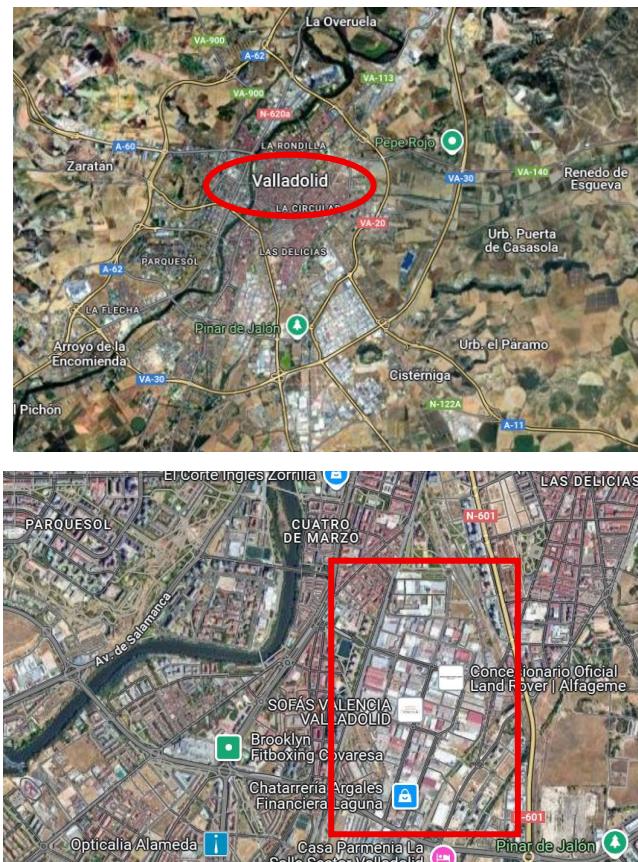 La Overuela
VA-900
A-62
VA-113
VA-900
N-620a
LA RONDILLA
A-60
Pepe Rojo
Zaratán
Valladolid
VA-30
VA-140
Renedo de
Esgueva
LA CIRCULAR
VA-20
Urb. Puerta
de Casasola
LAS DELICIAS
PARQUESOL
A-62
LA FLECHA
Pinar de Jalón
Arroyo de la
Encomienda
Urb. el Páramo
VA-30
Cistérniga
l Pichón
N-122A
A-11
El Corte Inglés Zorrilla
LAS DELICIAS
PARQUESOL
CUATRO
DE MARZO
N-601
Av. de Salamanca
Concesionario Oficial
Land Rover | Alfageme
SOFÁS VALENCIA
VALLADOLID
Brooklyn
Fitboxing Covaresa
Chatarrería Argales
Financiera Laguna
-601
Opticalia Alameda
Casa Parmenia La
Salle Sector Valladolid
Pinar de Jalón